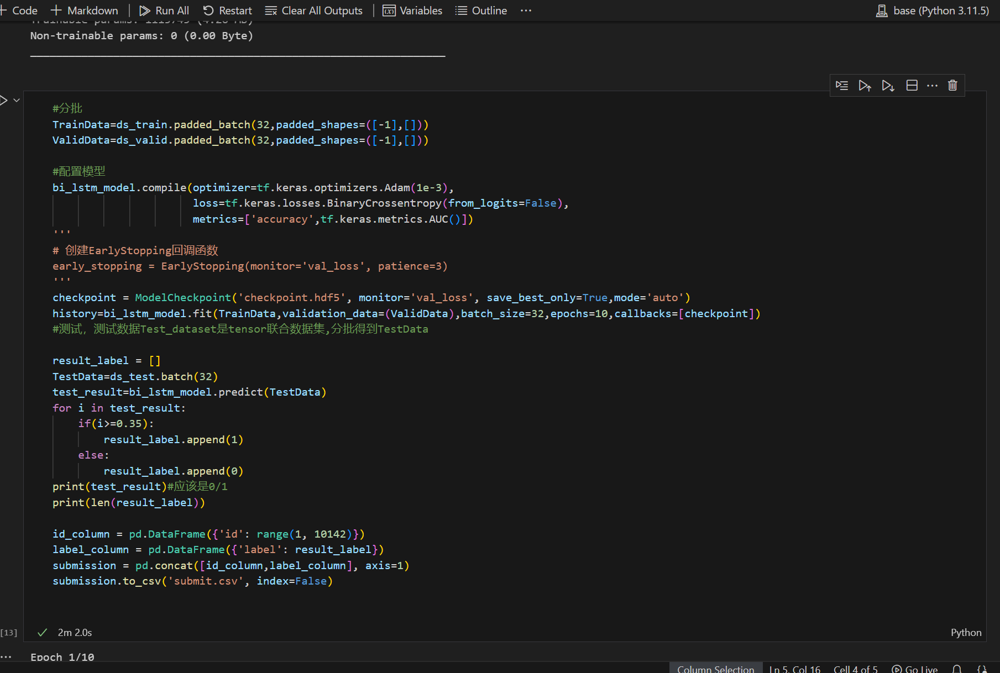 Code Markdown Run All Restart Clear All Outputs Variables Outline ··· base (Python 3.11.5)
Non-trainable params: 0 (0.00 Byte)
#分批
TrainData=ds_train.padded_batch(32,padded_shapes=([-1],[]))
ValidData=ds_valid.padded_batch(32,padded_shapes=([-1],[]))
#配置模型
bi_lstm_model.compile(optimizer=tf.keras.optimizers.Adam(1e-3),
loss=tf.keras.losses.BinaryCrossentropy(from_logits=False),
metrics=['accuracy',tf.keras.metrics.AUC()])
'''
# 创建EarlyStopping回调函数
early_stopping = EarlyStopping(monitor='val_loss', patience=3)
'''
checkpoint = ModelCheckpoint('checkpoint.hdf5', monitor='val_loss', save_best_only=True,mode='auto')
history=bi_lstm_model.fit(TrainData,validation_data=(ValidData),batch_size=32,epochs=10,callbacks=[checkpoint])
#测试，测试数据Test_dataset是tensor联合数据集,分批得到TestData
result_label = []
TestData=ds_test.batch(32)
test_result=bi_lstm_model.predict(TestData)
for i in test_result:
if(i>=0.35):
result_label.append(1)
else:
result_label.append(0)
print(test_result)#应该是0/1
print(len(result_label))
id_column = pd.DataFrame({'id': range(1, 10142)})
label_column = pd.DataFrame({'label': result_label})
submission = pd.concat([id_column,label_column], axis=1)
submission.to_csv('submit.csv', index=False)
[13] 2m 2.0s Python
Epoch 1/10
Column Selection Ln 5, Col 16 Cell 4 of 5 Go Live